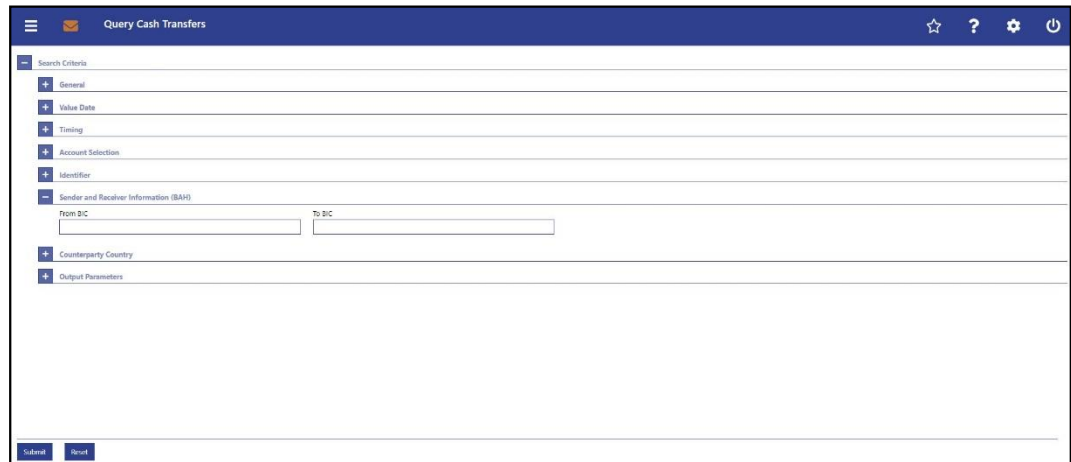 Query Cash Transfers
Search Criteria
General
Value Date
Timing
Account Selection
Identifier
Sender and Receiver Information (BAH)
From BIC To BIC
Counterparty Country
Output Parameters
Submit Reset